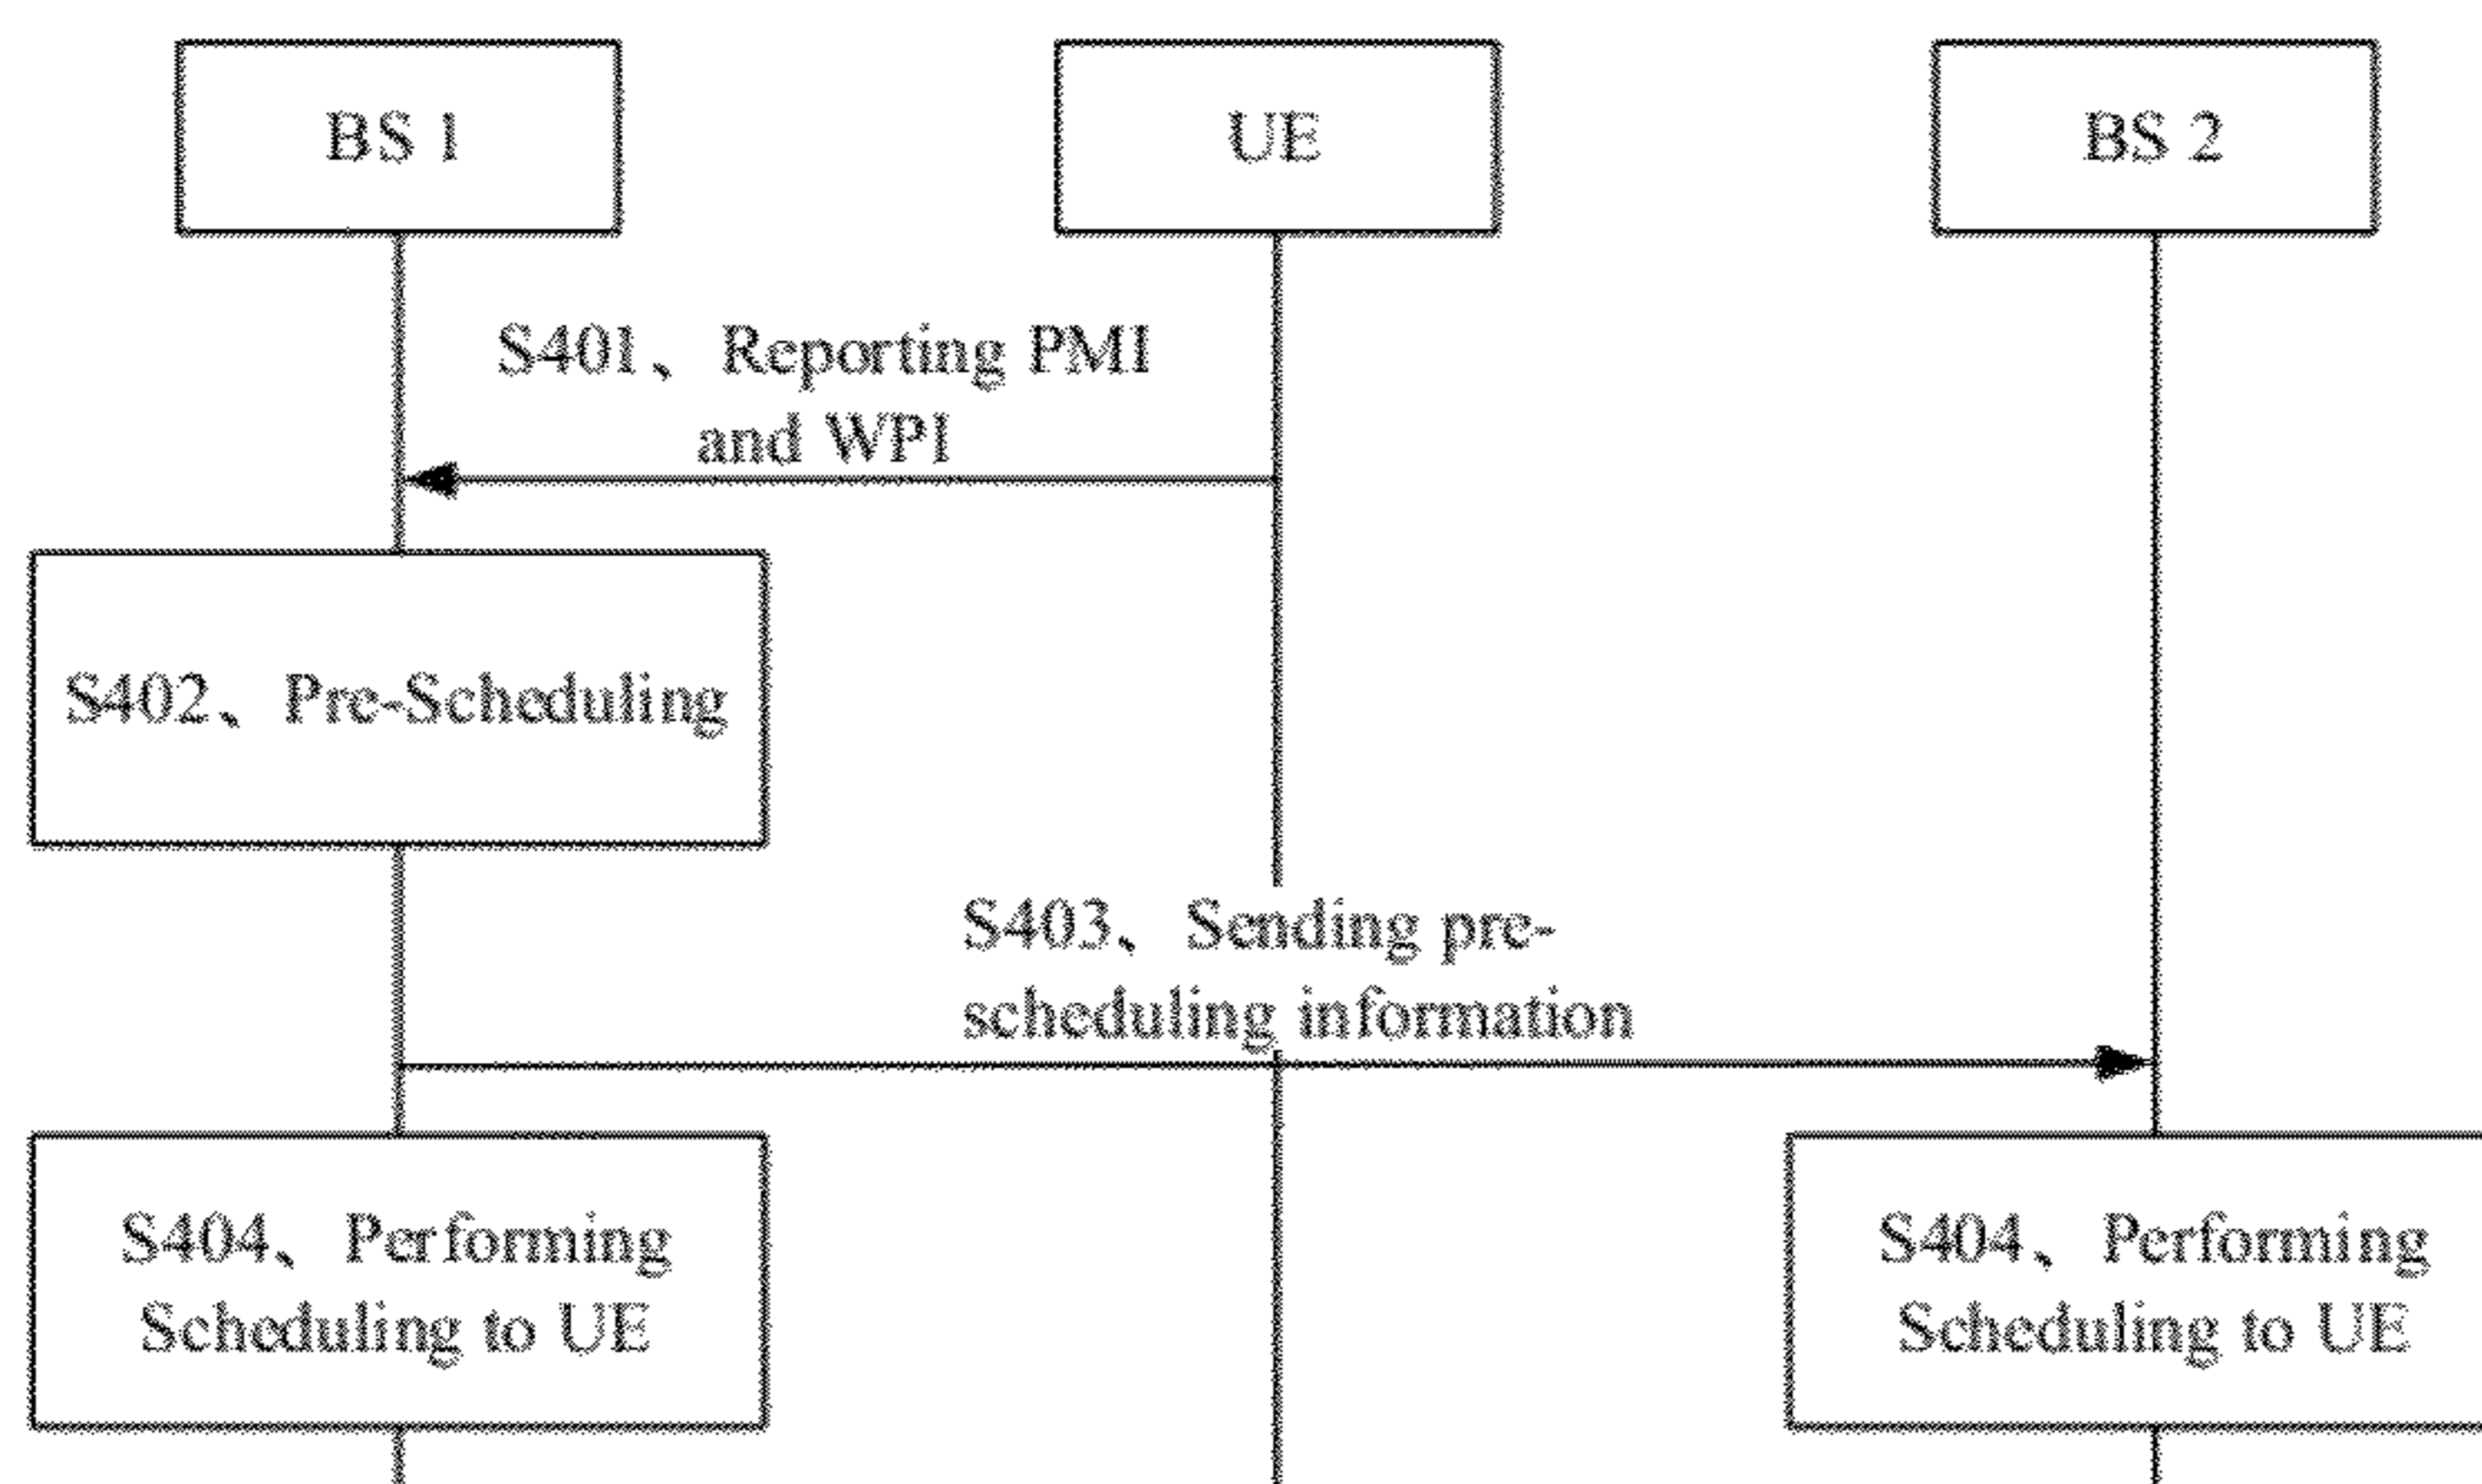 BS 1
UE
BS 2
S401、Reporting PMI
and WPI
S402、Pre-Scheduling
S403、Sending pre-
scheduling information
S404、Performing
Scheduling to UE
S404、Performing
Scheduling to UE